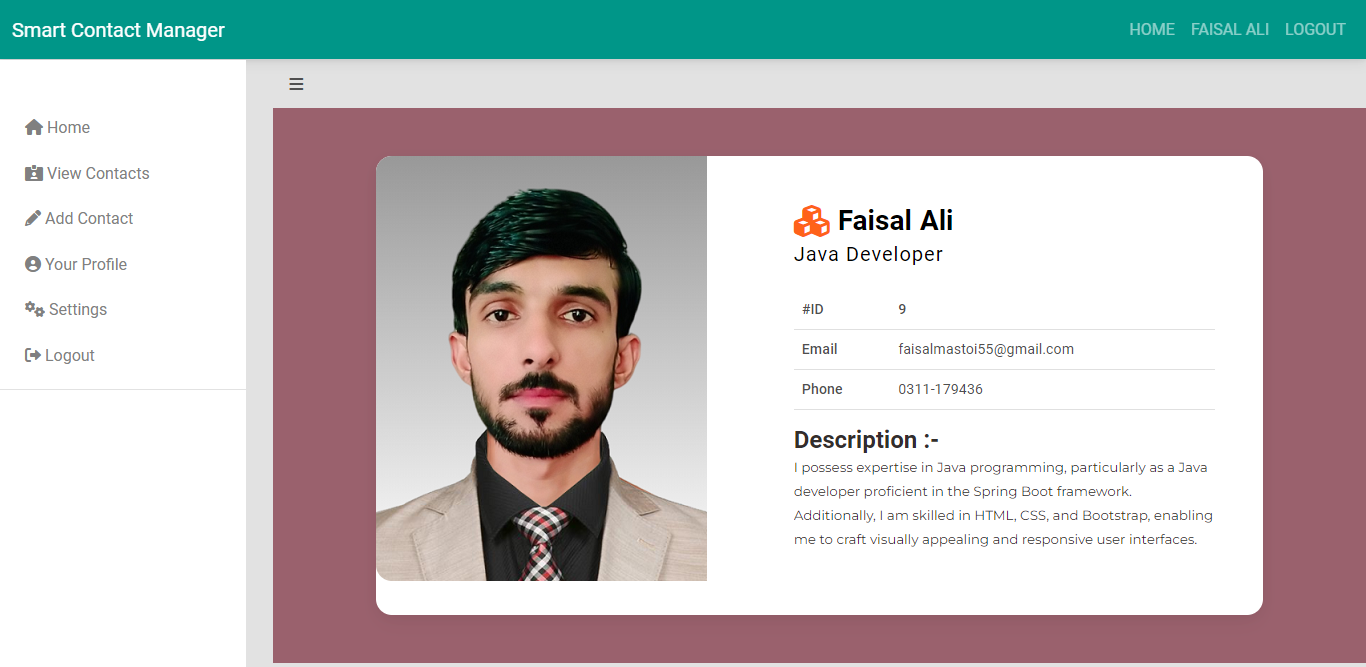 Smart Contact Manager
HOME FAISAL ALI LOGOUT
Home
View Contacts
Add Contact
Your Profile
Settings
Logout
Faisal Ali
Java Developer
#ID 9
Email faisalmastoi55@gmail.com
Phone 0311-179436
Description :-
I possess expertise in Java programming, particularly as a Java
developer proficient in the Spring Boot framework.
Additionally, I am skilled in HTML, CSS, and Bootstrap, enabling
me to craft visually appealing and responsive user interfaces.